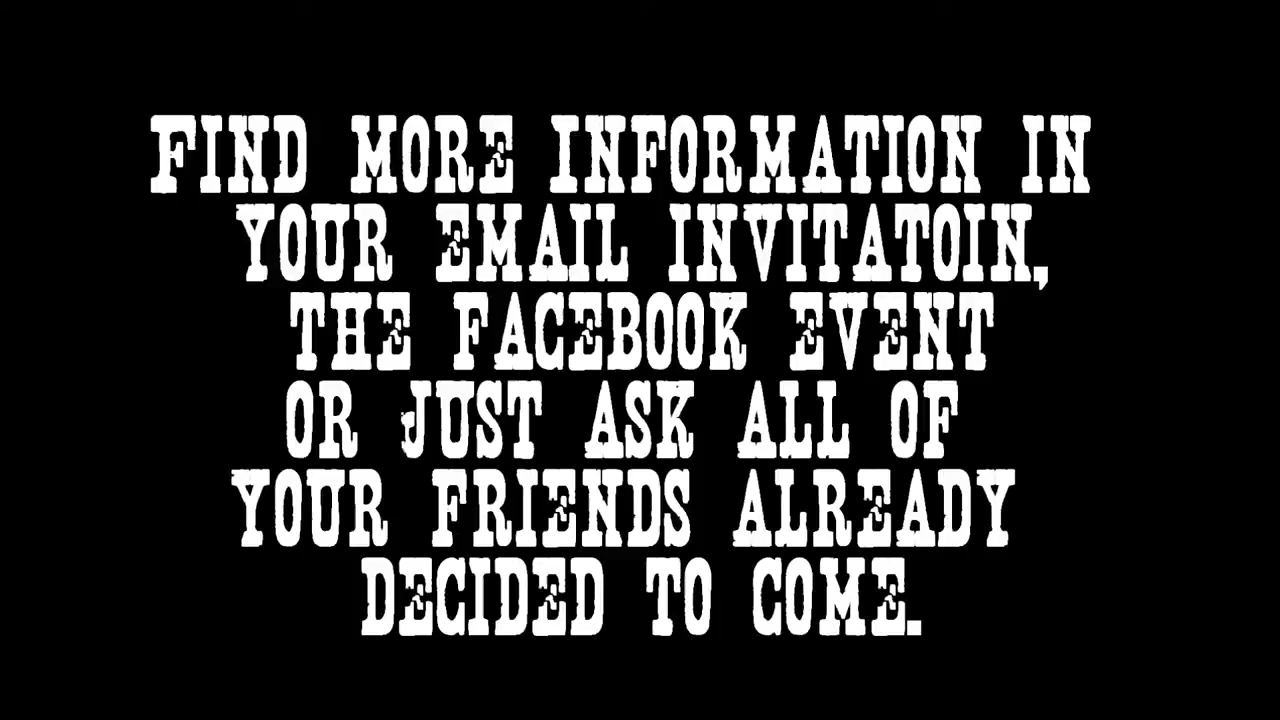 FIND MORE INFORMATION IN
YOUR EMAIL INVITATOIN,
THE FACEBOOK EVENT
OR JUST ASK ALL OF
YOUR FRIENDS ALREADY
DECIDED TO COME.